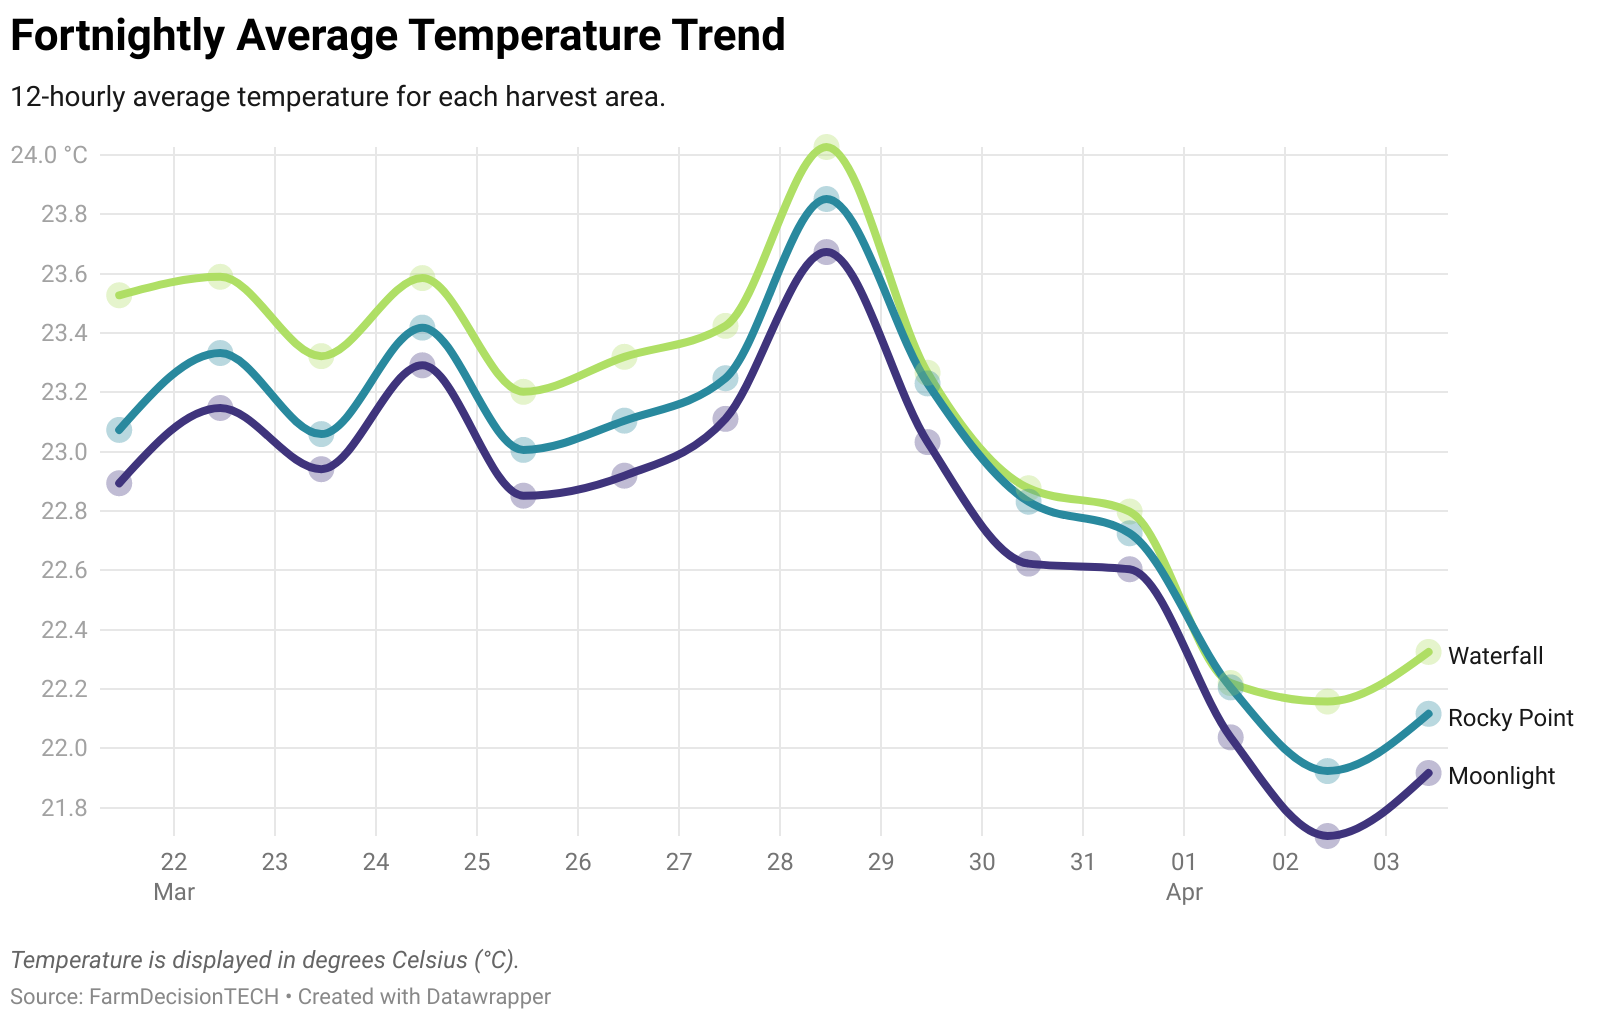 Fortnightly Average Temperature Trend
12-hourly average temperature for each harvest area.
24.0 °C
23.8
23.6
23.4
23.2
23.0
22.8
22.6
22.4
22.2
22.0
21.8
Waterfall
Rocky Point
Moonlight
22 23 24 25 26 27 28 29 30 31 01 02 03
Mar Apr
Temperature is displayed in degrees Celsius (°C).
Source: FarmDecisionTECH • Created with Datawrapper